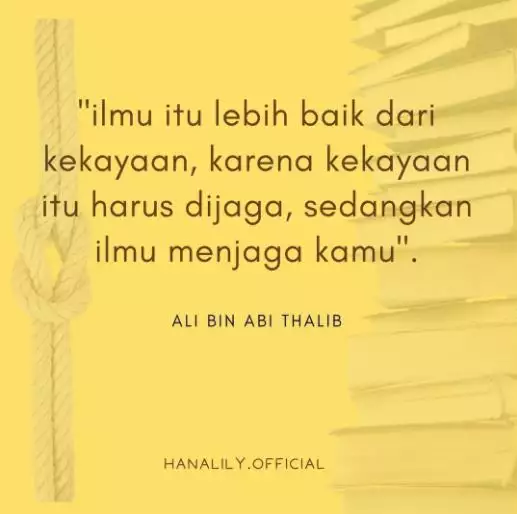 "ilmu itu lebih baik dari
kekayaan, karena kekayaan
itu harus dijaga, sedangkan
ilmu menjaga kamu".
ALI BIN ABI THALIB
HANALILY.OFFICIAL